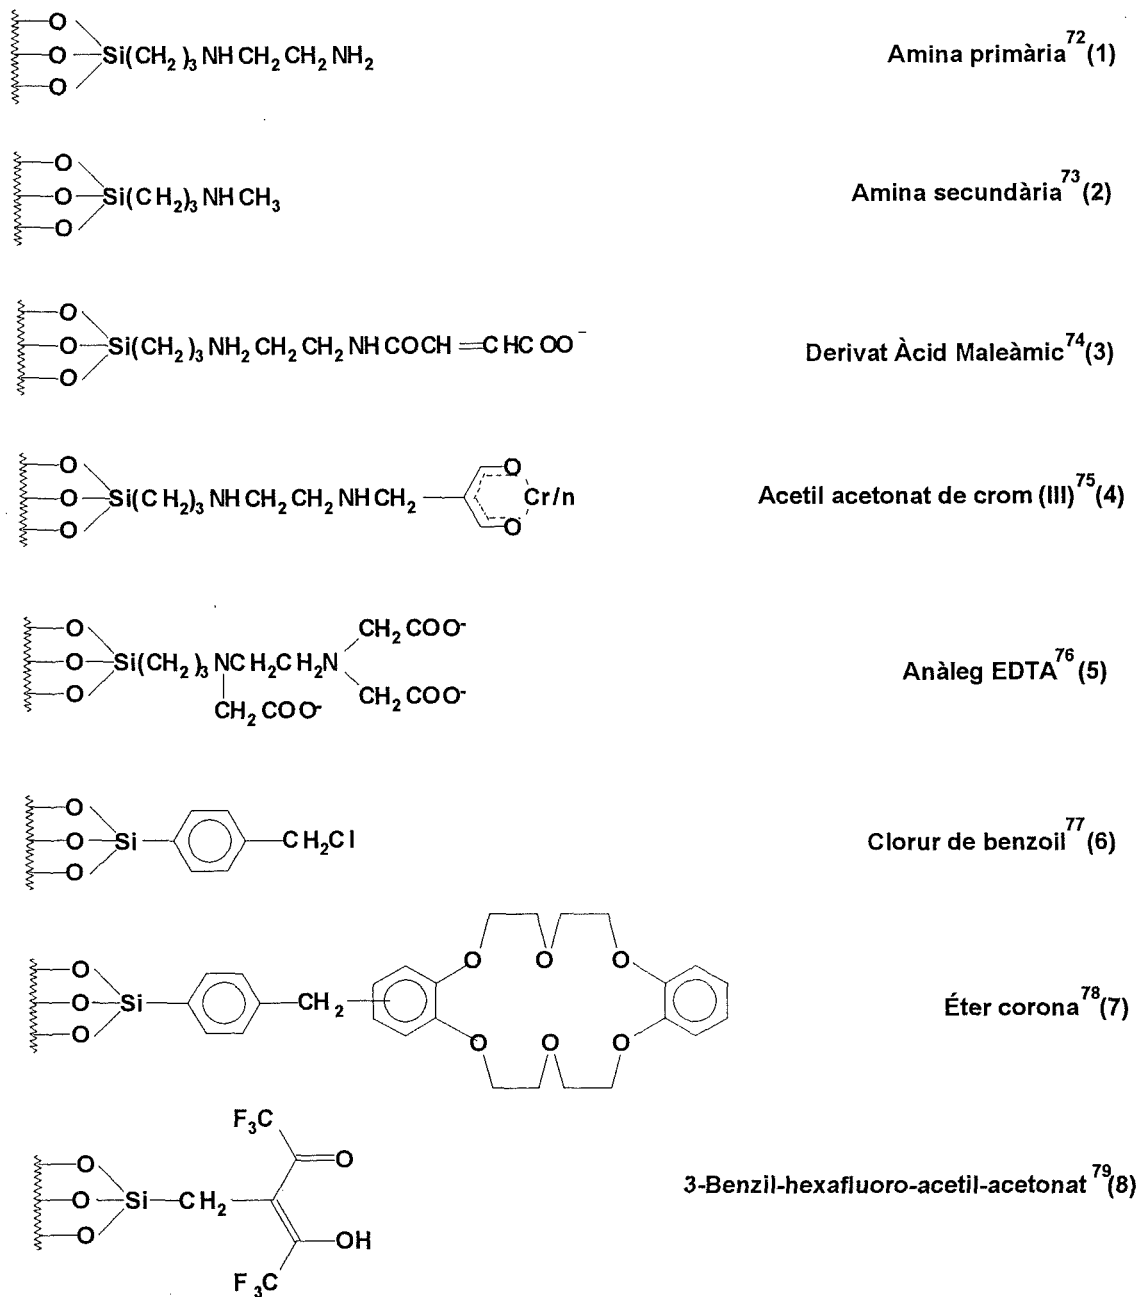 O
O Si(CH2)3NHCH2CH2NH2 Amina primària72(1)
O
O
O Si(CH2)3NHCH3 Amina secundària73(2)
O
O
O Si(CH2)3NH2CH2CH2NHCOCH=CHCOO- Derivat Àcid Maleàmic74(3)
O
O O
O Si(CH2)3NHCH2CH2NHCH2 Cr/n Acetil acetonat de crom (III)75(4)
O O
CH2COO-
O
O Si(CH2)3NCH2CH2N Anàleg EDTA76(5)
O
CH2COO- CH2COO-
O
O Si CH2Cl Clorur de benzoil77(6)
O
O O O O
O Si CH2 Éter corona78(7)
O
O O O
F3C
O O
O Si CH2 3-Benzil-hexafluoro-acetil-acetonat79(8)
O OH
F3C